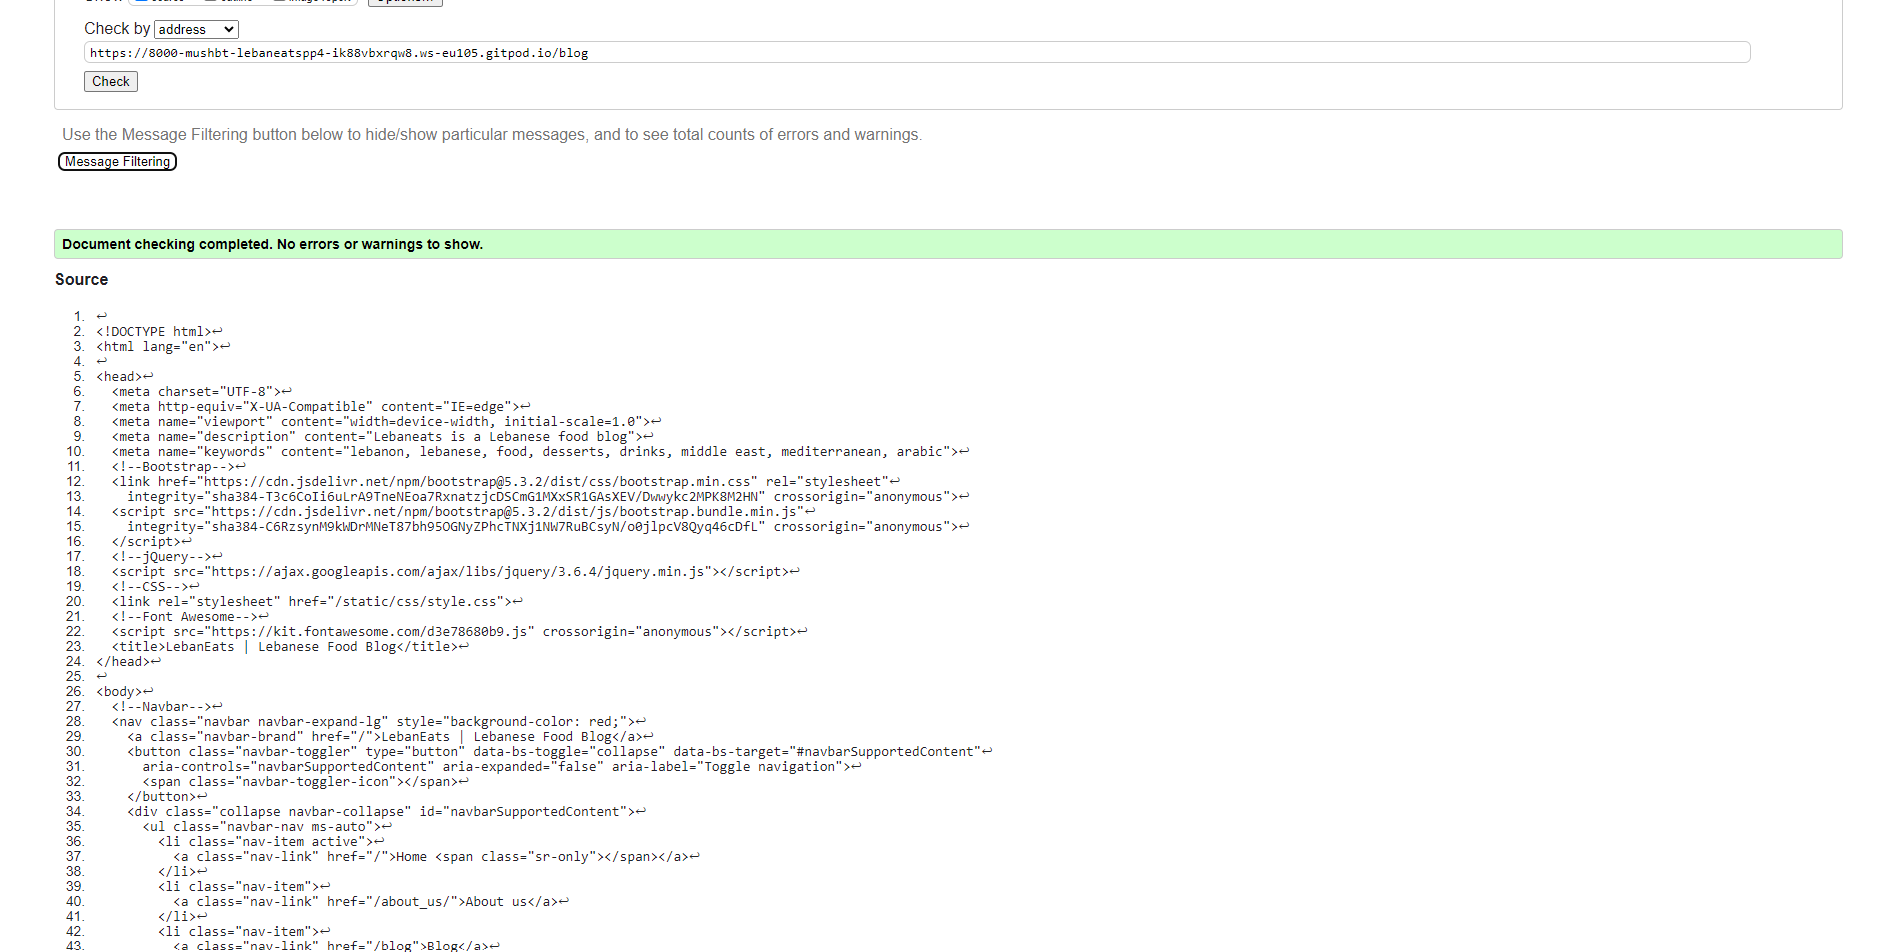 Check by address
https://8000-mushbt-lebaneatspp4-ik88vbxrqw8.ws-eu105.gitpod.io/blog
Check
Use the Message Filtering button below to hide/show particular messages, and to see total counts of errors and warnings.
Message Filtering
Document checking completed. No errors or warnings to show.
Source
1. ↩
2. <!DOCTYPE html>↩
3. <html lang="en">↩
4. ↩
5. <head>↩
6. <meta charset="UTF-8">↩
7. <meta http-equiv="X-UA-Compatible" content="IE=edge">↩
8. <meta name="viewport" content="width=device-width, initial-scale=1.0">↩
9. <meta name="description" content="Lebaneats is a Lebanese food blog">↩
10. <meta name="keywords" content="lebanon, lebanese, food, desserts, drinks, middle east, mediterranean, arabic">↩
11. <!--Bootstrap-->↩
12. <link href="https://cdn.jsdelivr.net/npm/bootstrap@5.3.2/dist/css/bootstrap.min.css" rel="stylesheet"↩
13. integrity="sha384-T3c6CoIi6uLrA9TneNEoa7RxnatzjcDSCmG1MXxSR1GAsXEV/Dwwykc2MPK8M2HN" crossorigin="anonymous">↩
14. <script src="https://cdn.jsdelivr.net/npm/bootstrap@5.3.2/dist/js/bootstrap.bundle.min.js"↩
15. integrity="sha384-C6RzsynM9kWDrMNeT87bh95OGNyZPhcTNXj1NW7RuBCsyN/o0jlpcV8Qyq46cDfL" crossorigin="anonymous">↩
16. </script>↩
17. <!--jQuery-->↩
18. <script src="https://ajax.googleapis.com/ajax/libs/jquery/3.6.4/jquery.min.js"></script>↩
19. <!--CSS-->↩
20. <link rel="stylesheet" href="/static/css/style.css">↩
21. <!--Font Awesome-->↩
22. <script src="https://kit.fontawesome.com/d3e78680b9.js" crossorigin="anonymous"></script>↩
23. <title>LebanEats | Lebanese Food Blog</title>↩
24. </head>↩
25. ↩
26. <body>↩
27. <!--Navbar-->↩
28. <nav class="navbar navbar-expand-lg" style="background-color: red;">↩
29. <a class="navbar-brand" href="/">LebanEats | Lebanese Food Blog</a>↩
30. <button class="navbar-toggler" type="button" data-bs-toggle="collapse" data-bs-target="#navbarSupportedContent"↩
31. aria-controls="navbarSupportedContent" aria-expanded="false" aria-label="Toggle navigation">↩
32. <span class="navbar-toggler-icon"></span>↩
33. </button>↩
34. <div class="collapse navbar-collapse" id="navbarSupportedContent">↩
35. <ul class="navbar-nav ms-auto">↩
36. <li class="nav-item active">↩
37. <a class="nav-link" href="/">Home <span class="sr-only"></span></a>↩
38. </li>↩
39. <li class="nav-item">↩
40. <a class="nav-link" href="/about_us/">About us</a>↩
41. </li>↩
42. <li class="nav-item">↩
43. <a class="nav-link" href="/blog">Blog</a>↩